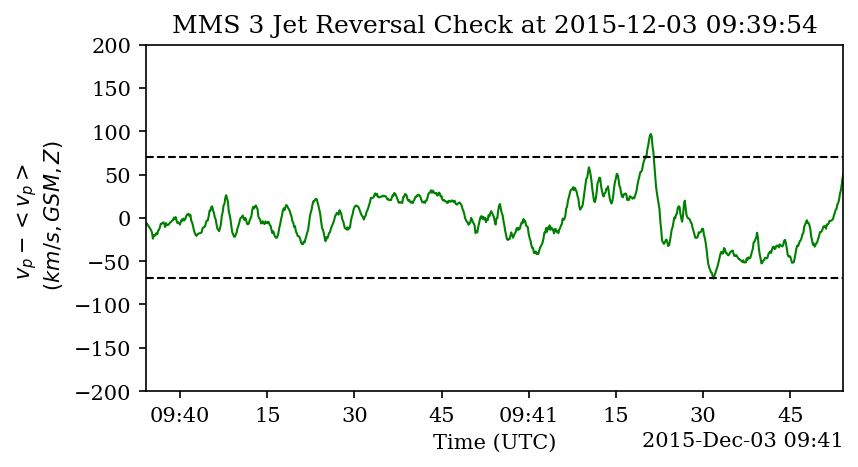 MMS 3 Jet Reversal Check at 2015-12-03 09:39:54
200
150
100
50
0
−50
−100
−150
−200
v_p − < v_p >
(km/s, GSM, Z)
09:40 15 30 45 09:41 15 30 45
Time (UTC)
2015-Dec-03 09:41